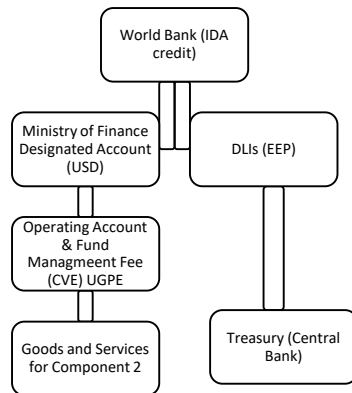 World Bank (IDA
credit)
Ministry of Finance
Designated Account
(USD)
DLIs (EEP)
Operating Account
& Fund
Managmeent Fee
(CVE) UGPE
Goods and Services
for Component 2
Treasury (Central
Bank)